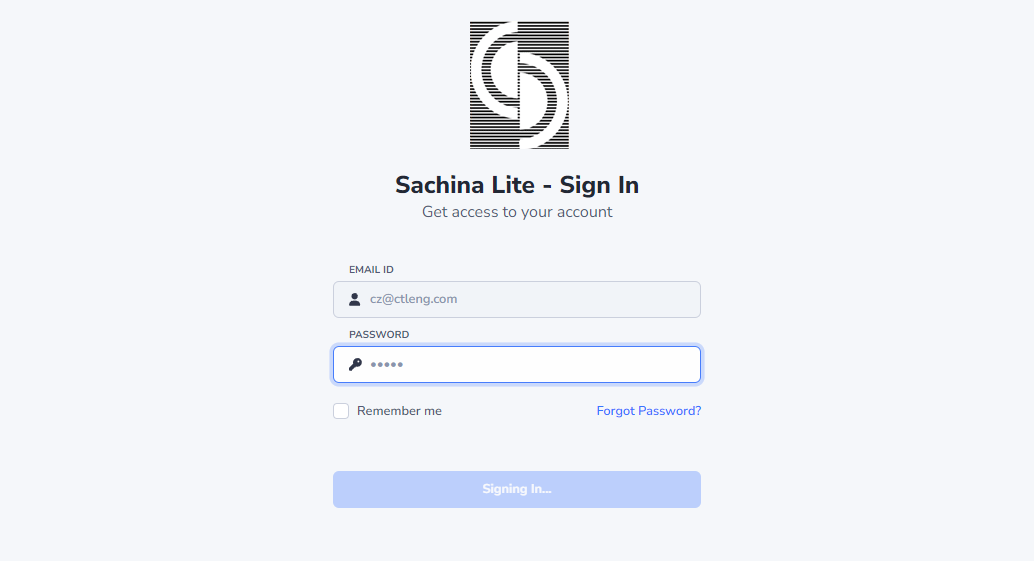 Sachina Lite - Sign In
Get access to your account
EMAIL ID
cz@ctleng.com
PASSWORD
•••••
Remember me
Forgot Password?
Signing In...